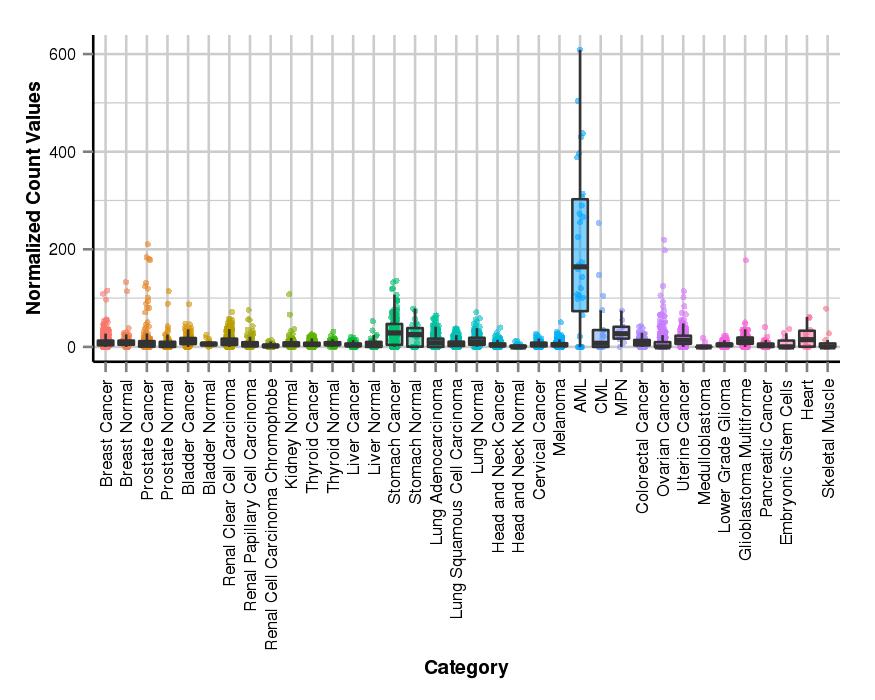 Normalized Count Values
600
400
200
0
Breast Cancer
Breast Normal
Prostate Cancer
Prostate Normal
Bladder Cancer
Bladder Normal
Renal Clear Cell Carcinoma
Renal Papillary Cell Carcinoma
Renal Cell Carcinoma Chromophobe
Kidney Normal
Thyroid Cancer
Thyroid Normal
Liver Cancer
Liver Normal
Stomach Cancer
Stomach Normal
Lung Adenocarcinoma
Lung Squamous Cell Carcinoma
Lung Normal
Head and Neck Cancer
Head and Neck Normal
Cervical Cancer
Melanoma
AML
CML
MPN
Colorectal Cancer
Ovarian Cancer
Uterine Cancer
Medulloblastoma
Lower Grade Glioma
Glioblastoma Multiforme
Pancreatic Cancer
Embryonic Stem Cells
Heart
Skeletal Muscle
Category